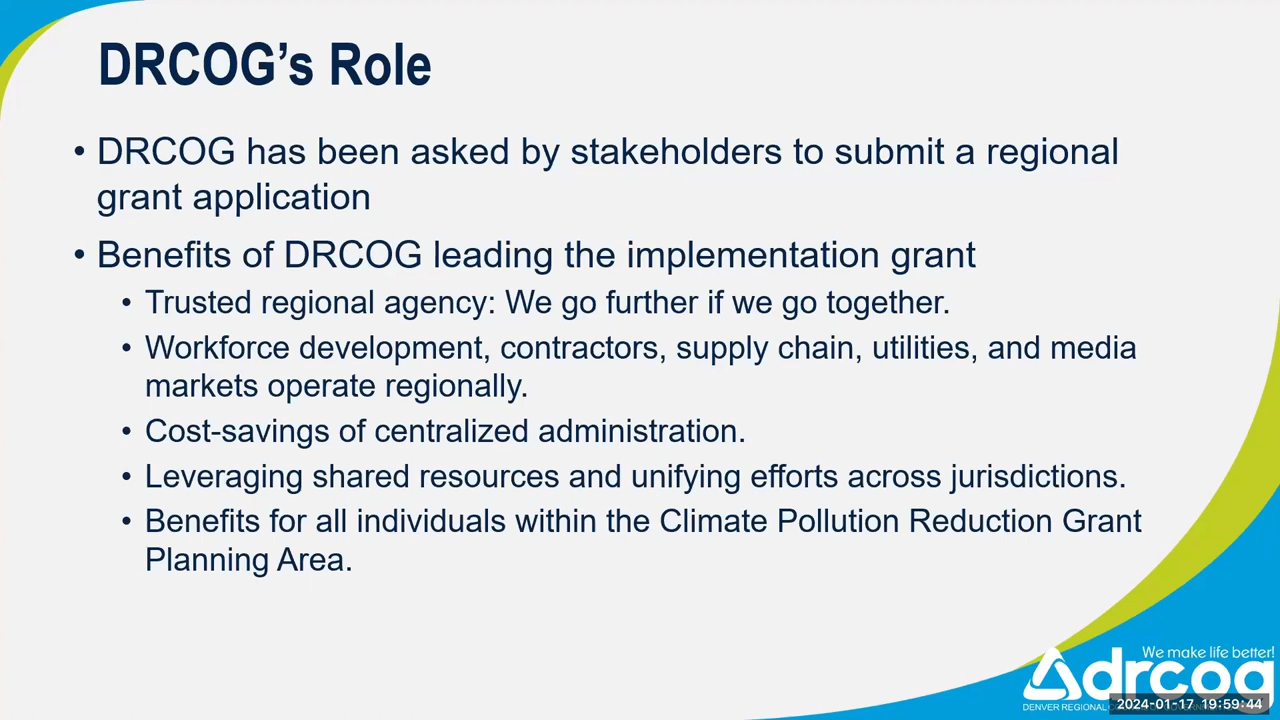 DRCOG’s Role
• DRCOG has been asked by stakeholders to submit a regional
grant application
• Benefits of DRCOG leading the implementation grant
• Trusted regional agency: We go further if we go together.
• Workforce development, contractors, supply chain, utilities, and media
markets operate regionally.
• Cost-savings of centralized administration.
• Leveraging shared resources and unifying efforts across jurisdictions.
• Benefits for all individuals within the Climate Pollution Reduction Grant
Planning Area.
We make life better!
drcog
DENVER REGIONAL
2024-01-17 19:59:44